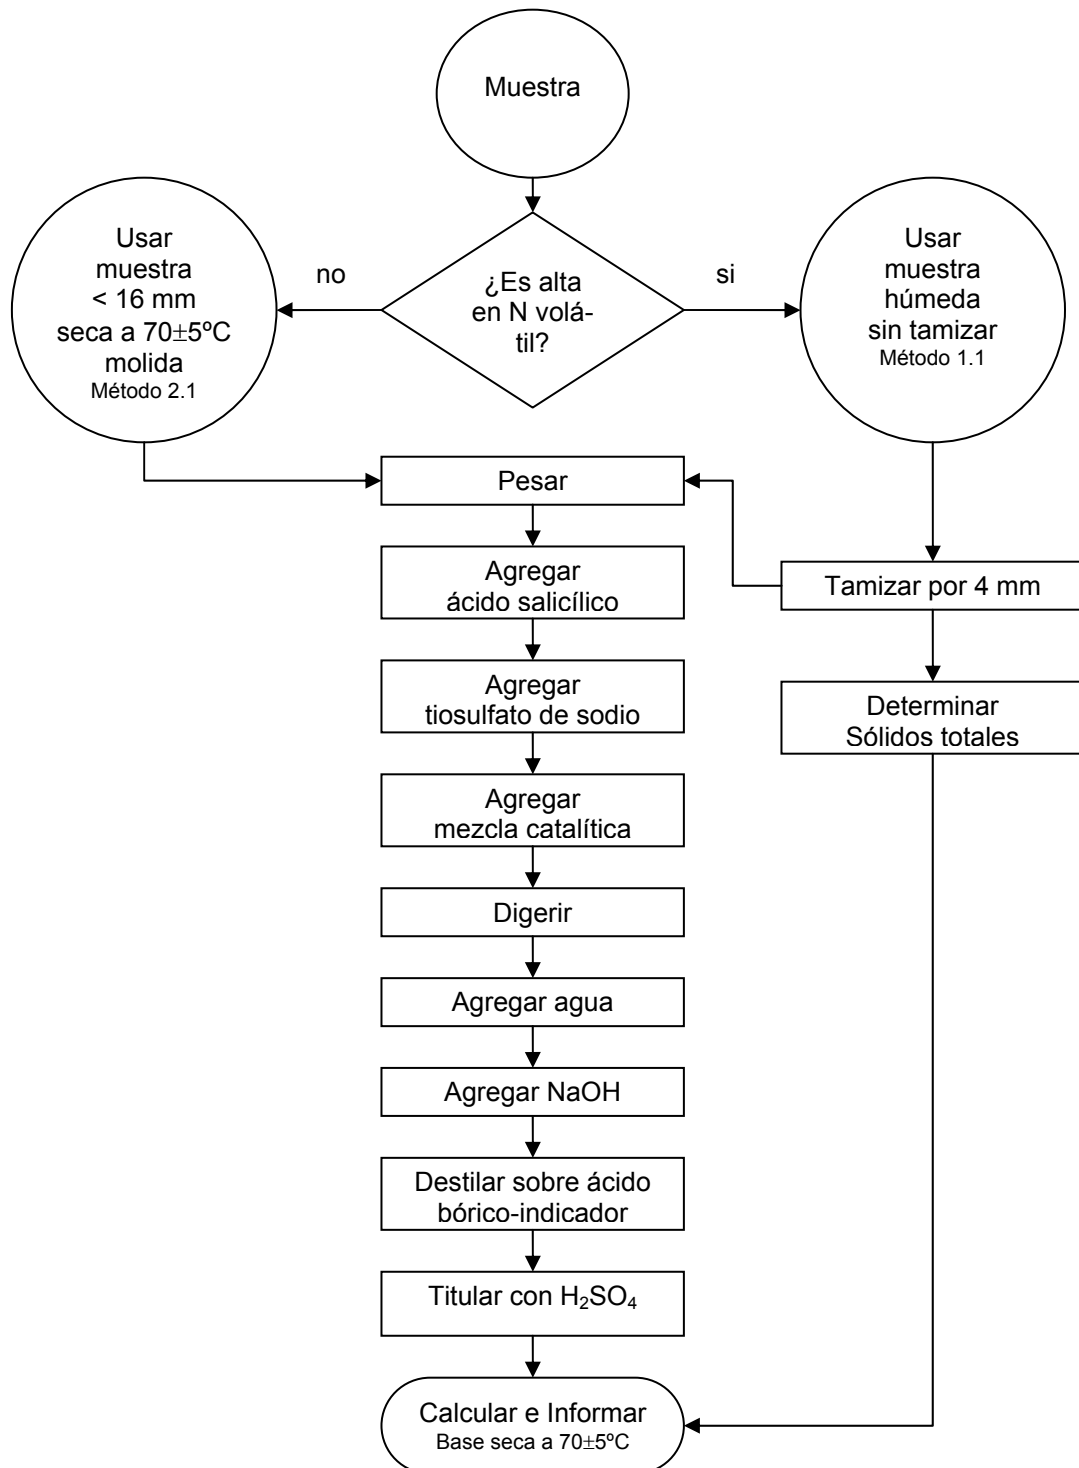 Muestra
Usar
muestra
< 16 mm
seca a 70±5ºC
molida
Método 2.1
no
¿Es alta
en N volá-
til?
si
Usar
muestra
húmeda
sin tamizar
Método 1.1
Pesar
Agregar
ácido salicílico
Tamizar por 4 mm
Agregar
tiosulfato de sodio
Determinar
Sólidos totales
Agregar
mezcla catalítica
Digerir
Agregar agua
Agregar NaOH
Destilar sobre ácido
bórico-indicador
Titular con H₂SO₄
Calcular e Informar
Base seca a 70±5ºC